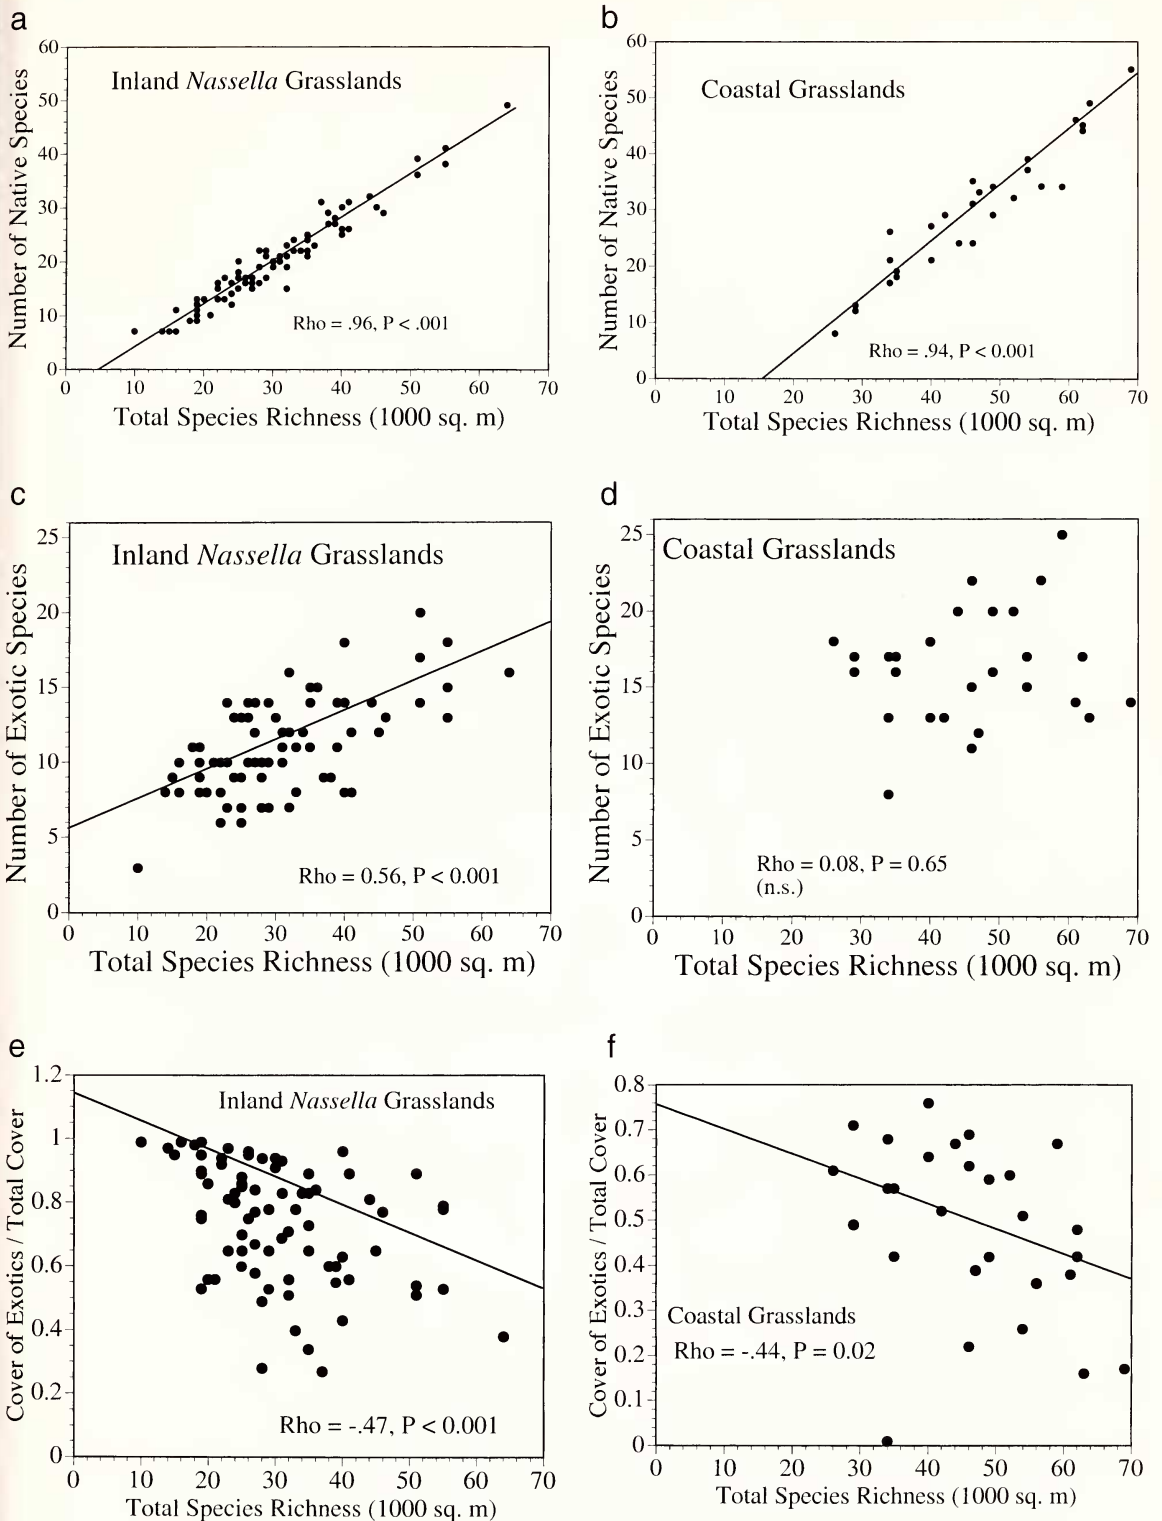 a
60
50
40
30
20
10
0
Number of Native Species
Inland Nassella Grasslands
Rho = .96, P < .001
0 10 20 30 40 50 60 70
Total Species Richness (1000 sq. m)
b
60
50
40
30
20
10
0
Number of Native Species
Coastal Grasslands
Rho = .94, P < 0.001
0 10 20 30 40 50 60 70
Total Species Richness (1000 sq. m)
c
25
20
15
10
5
0
Number of Exotic Species
Inland Nassella Grasslands
Rho = 0.56, P < 0.001
0 10 20 30 40 50 60 70
Total Species Richness (1000 sq. m)
d
25
20
15
10
5
0
Number of Exotic Species
Coastal Grasslands
Rho = 0.08, P = 0.65
(n.s.)
0 10 20 30 40 50 60 70
Total Species Richness (1000 sq. m)
e
1.2
1
0.8
0.6
0.4
0.2
0
Cover of Exotics / Total Cover
Inland Nassella Grasslands
Rho = -.47, P < 0.001
0 10 20 30 40 50 60 70
Total Species Richness (1000 sq. m)
f
0.8
0.7
0.6
0.5
0.4
0.3
0.2
0.1
0
Cover of Exotics / Total Cover
Coastal Grasslands
Rho = -.44, P = 0.02
0 10 20 30 40 50 60 70
Total Species Richness (1000 sq. m)